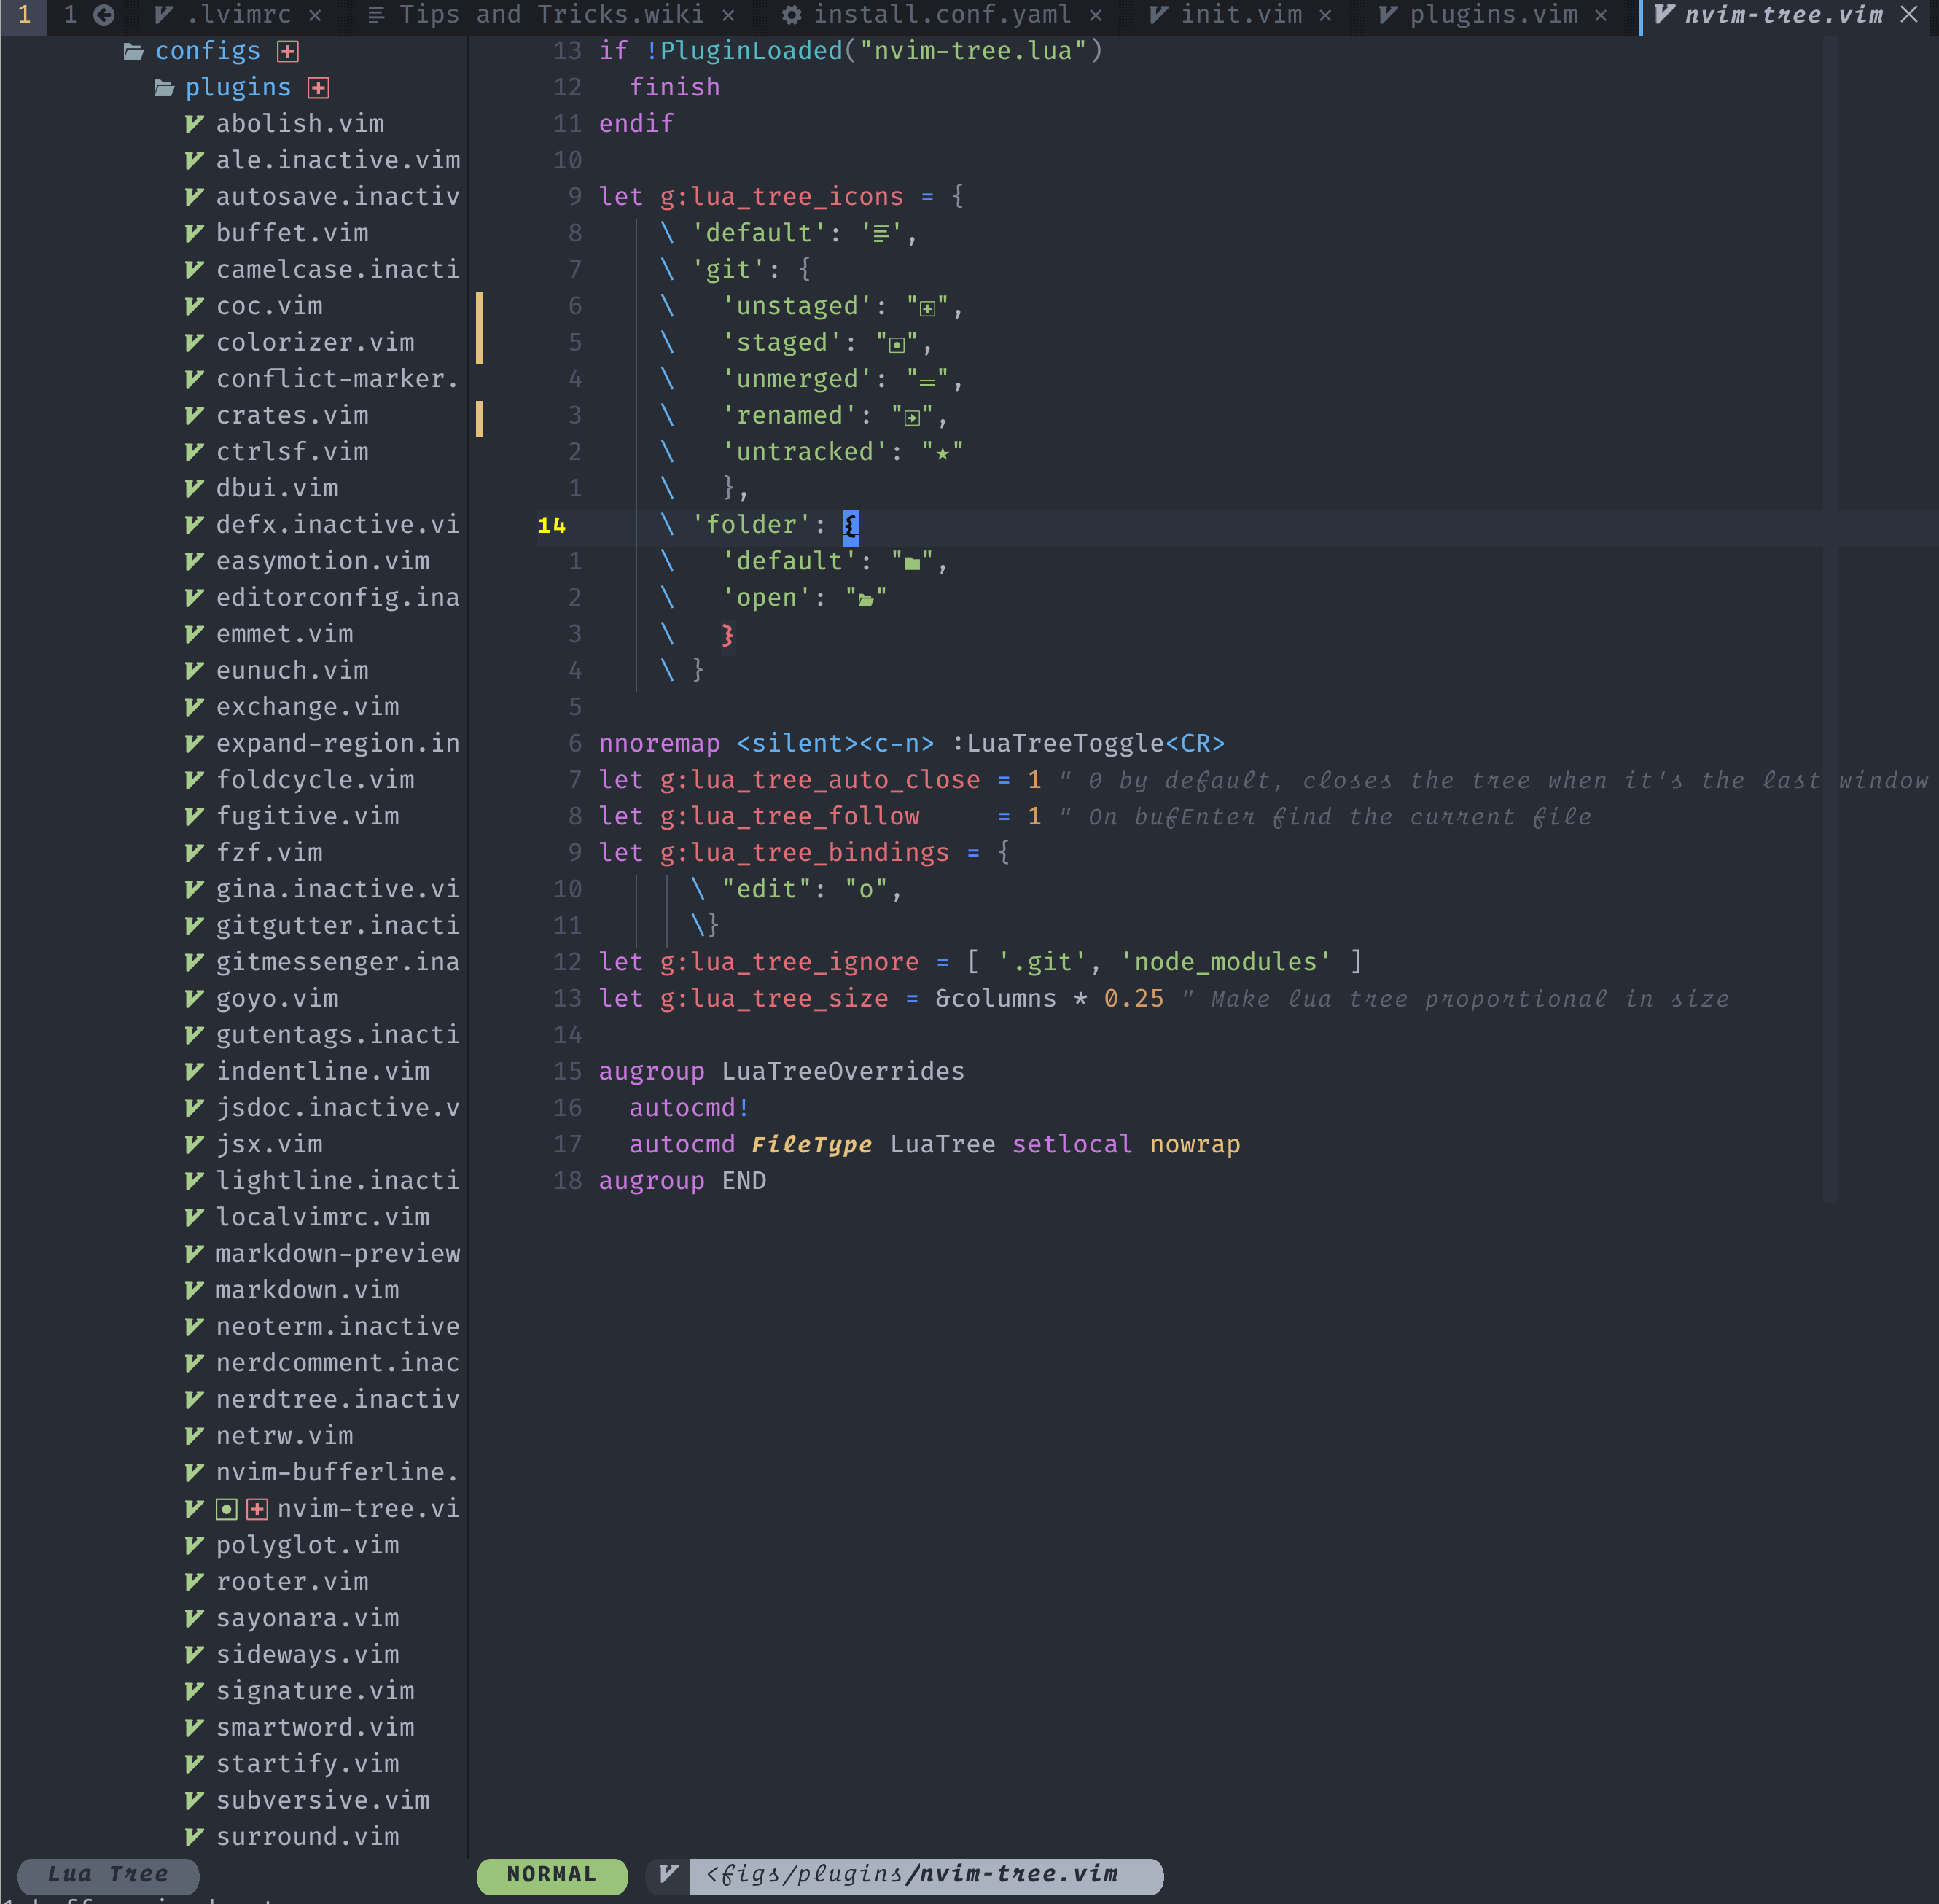 1 1 .lvimrc × Tips and Tricks.wiki × install.conf.yaml × init.vim × plugins.vim × nvim-tree.vim ×
configs
plugins
abolish.vim
ale.inactive.vim
autosave.inactiv
buffet.vim
camelcase.inacti
coc.vim
colorizer.vim
conflict-marker.
crates.vim
ctrlsf.vim
dbui.vim
defx.inactive.vi
easymotion.vim
editorconfig.ina
emmet.vim
eunuch.vim
exchange.vim
expand-region.in
foldcycle.vim
fugitive.vim
fzf.vim
gina.inactive.vi
gitgutter.inacti
gitmessenger.ina
goyo.vim
gutentags.inacti
indentline.vim
jsdoc.inactive.v
jsx.vim
lightline.inacti
localvimrc.vim
markdown-preview
markdown.vim
neoterm.inactive
nerdcomment.inac
nerdtree.inactiv
netrw.vim
nvim-bufferline.
nvim-tree.vi
polyglot.vim
rooter.vim
sayonara.vim
sideways.vim
signature.vim
smartword.vim
startify.vim
subversive.vim
surround.vim
13 if !PluginLoaded("nvim-tree.lua")
12   finish
11 endif
10
9 let g:lua_tree_icons = {
8     \ 'default': '',
7     \ 'git': {
6     \   'unstaged': "",
5     \   'staged': "",
4     \   'unmerged': "═",
3     \   'renamed': "",
2     \   'untracked': "★"
1     \   },
14     \ 'folder': {
1     \   'default': "",
2     \   'open': ""
3     \   }
4     \ }
5
6 nnoremap <silent><c-n> :LuaTreeToggle<CR>
7 let g:lua_tree_auto_close = 1 " 0 by default, closes the tree when it's the last window
8 let g:lua_tree_follow     = 1 " On bufEnter find the current file
9 let g:lua_tree_bindings = {
10       \ "edit": "o",
11       \}
12 let g:lua_tree_ignore = [ '.git', 'node_modules' ]
13 let g:lua_tree_size = &columns * 0.25 " Make lua tree proportional in size
14
15 augroup LuaTreeOverrides
16   autocmd!
17   autocmd FileType LuaTree setlocal nowrap
18 augroup END
Lua Tree
NORMAL <figs/plugins/nvim-tree.vim